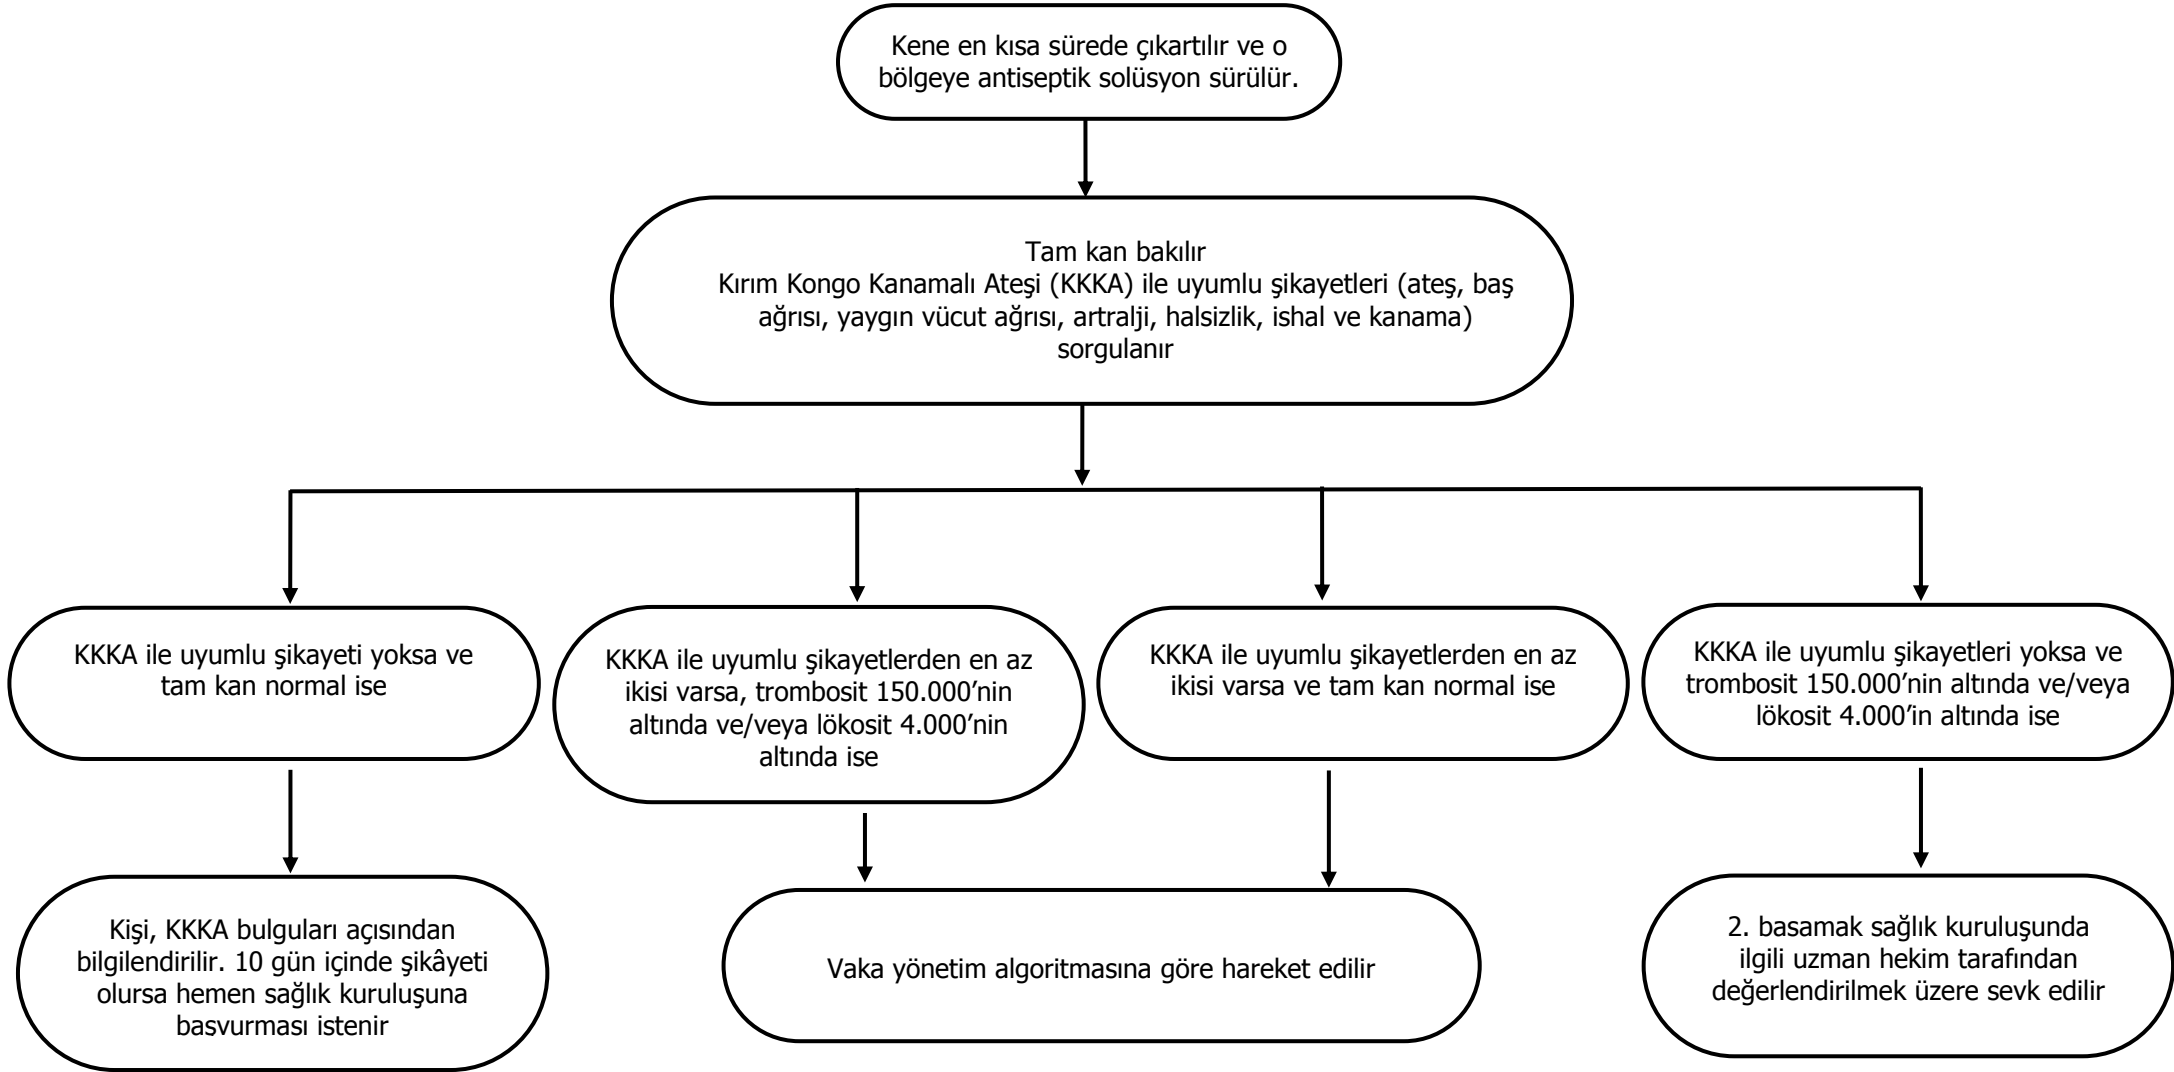 Kene en kısa sürede çıkartılır ve o
bölgeye antiseptik solüsyon sürülür.
Tam kan bakılır
Kırım Kongo Kanamalı Ateşi (KKKA) ile uyumlu şikayetleri (ateş, baş
ağrısı, yaygın vücut ağrısı, artralji, halsizlik, ishal ve kanama)
sorgulanır
KKKA ile uyumlu şikayeti yoksa ve
tam kan normal ise
KKKA ile uyumlu şikayetlerden en az
ikisi varsa, trombosit 150.000’nin
altında ve/veya lökosit 4.000’nin
altında ise
KKKA ile uyumlu şikayetlerden en az
ikisi varsa ve tam kan normal ise
KKKA ile uyumlu şikayetleri yoksa ve
trombosit 150.000’nin altında ve/veya
lökosit 4.000’in altında ise
Kişi, KKKA bulguları açısından
bilgilendirilir. 10 gün içinde şikâyeti
olursa hemen sağlık kuruluşuna
basvurması istenir
Vaka yönetim algoritmasına göre hareket edilir
2. basamak sağlık kuruluşunda
ilgili uzman hekim tarafından
değerlendirilmek üzere sevk edilir